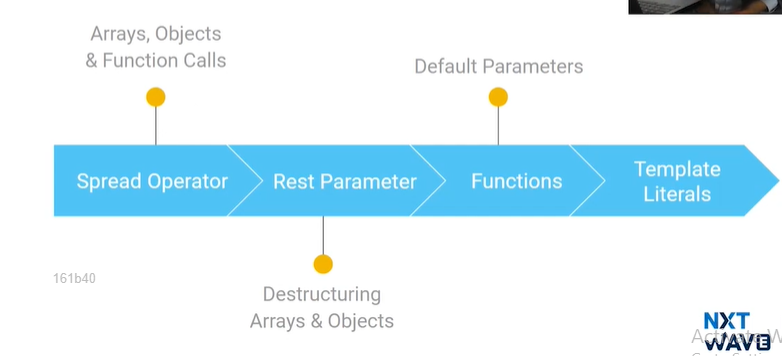 Arrays, Objects
& Function Calls
Default Parameters
Spread Operator
Rest Parameter
Functions
Template
Literals
161b40
Destructuring
Arrays & Objects
NXT
WAVE